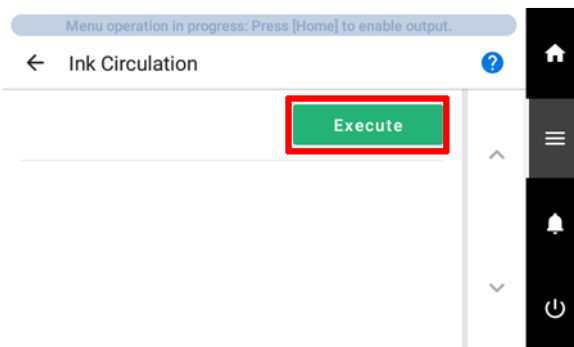 Menu operation in progress: Press [Home] to enable output.
Ink Circulation
?
Execute